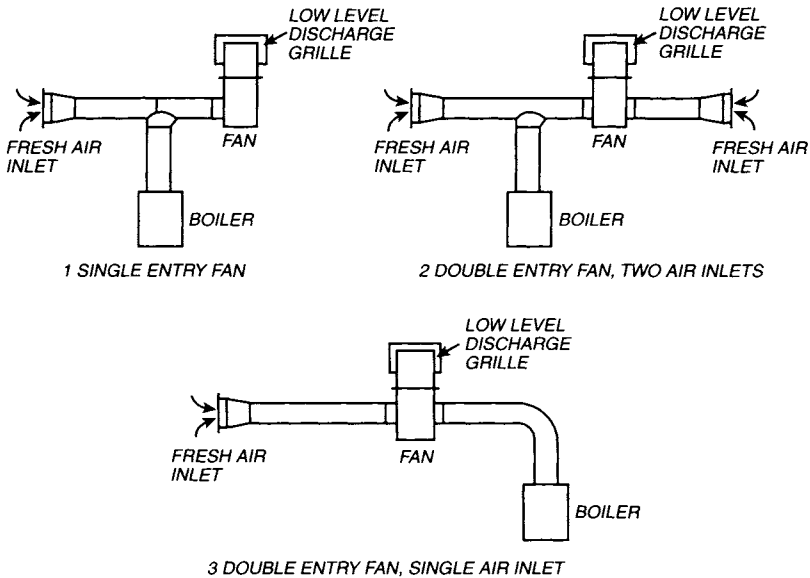 LOW LEVEL
DISCHARGE
GRILLE
FRESH AIR
INLET
FAN
BOILER
1 SINGLE ENTRY FAN
LOW LEVEL
DISCHARGE
GRILLE
FRESH AIR
INLET
FAN
FRESH AIR
INLET
BOILER
2 DOUBLE ENTRY FAN, TWO AIR INLETS
LOW LEVEL
DISCHARGE
GRILLE
FRESH AIR
INLET
FAN
BOILER
3 DOUBLE ENTRY FAN, SINGLE AIR INLET